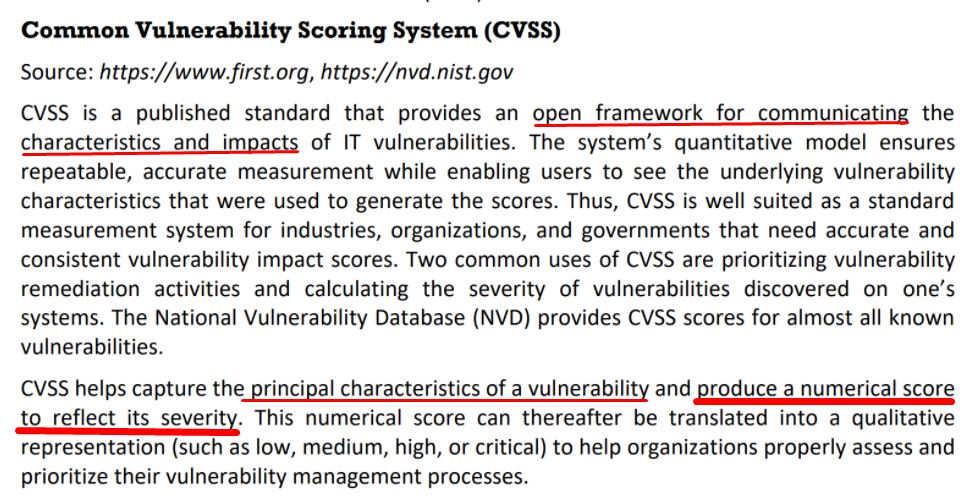 Common Vulnerability Scoring System (CVSS)
Source: https://www.first.org, https://nvd.nist.gov
CVSS is a published standard that provides an open framework for communicating the
characteristics and impacts of IT vulnerabilities. The system’s quantitative model ensures
repeatable, accurate measurement while enabling users to see the underlying vulnerability
characteristics that were used to generate the scores. Thus, CVSS is well suited as a standard
measurement system for industries, organizations, and governments that need accurate and
consistent vulnerability impact scores. Two common uses of CVSS are prioritizing vulnerability
remediation activities and calculating the severity of vulnerabilities discovered on one’s
systems. The National Vulnerability Database (NVD) provides CVSS scores for almost all known
vulnerabilities.
CVSS helps capture the principal characteristics of a vulnerability and produce a numerical score
to reflect its severity. This numerical score can thereafter be translated into a qualitative
representation (such as low, medium, high, or critical) to help organizations properly assess and
prioritize their vulnerability management processes.